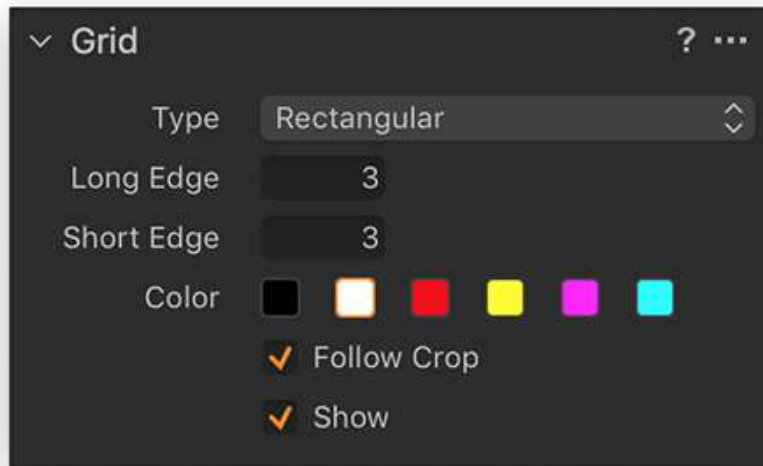 Grid ? ...
Type Rectangular
Long Edge 3
Short Edge 3
Color
Follow Crop
Show